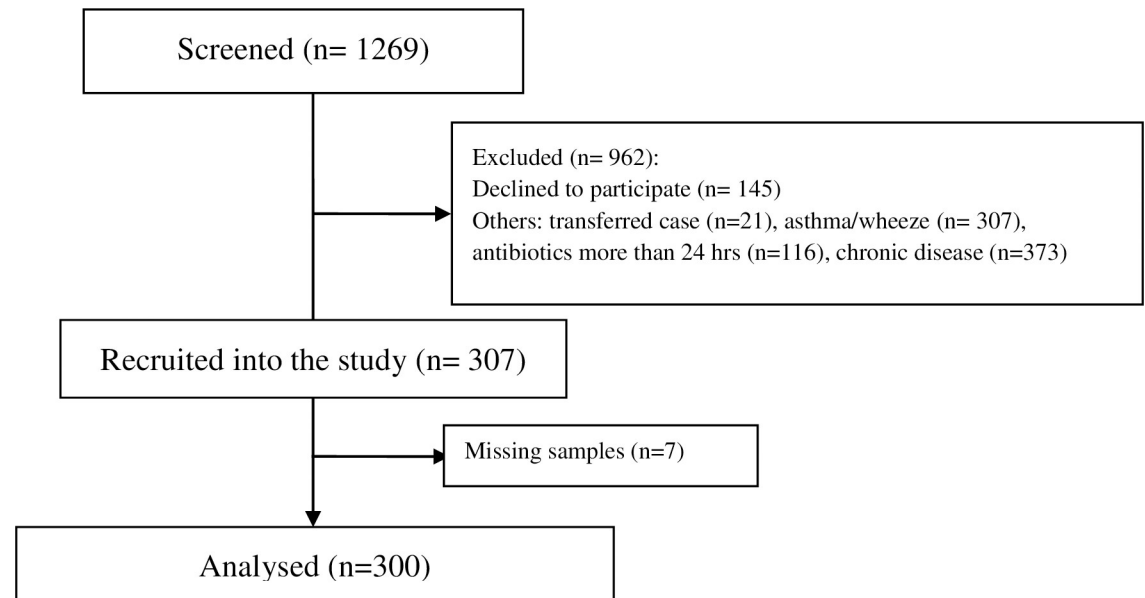 Screened (n= 1269)
Excluded (n= 962):
Declined to participate (n= 145)
Others: transferred case (n=21), asthma/wheeze (n= 307),
antibiotics more than 24 hrs (n=116), chronic disease (n=373)
Recruited into the study (n= 307)
Missing samples (n=7)
Analysed (n=300)